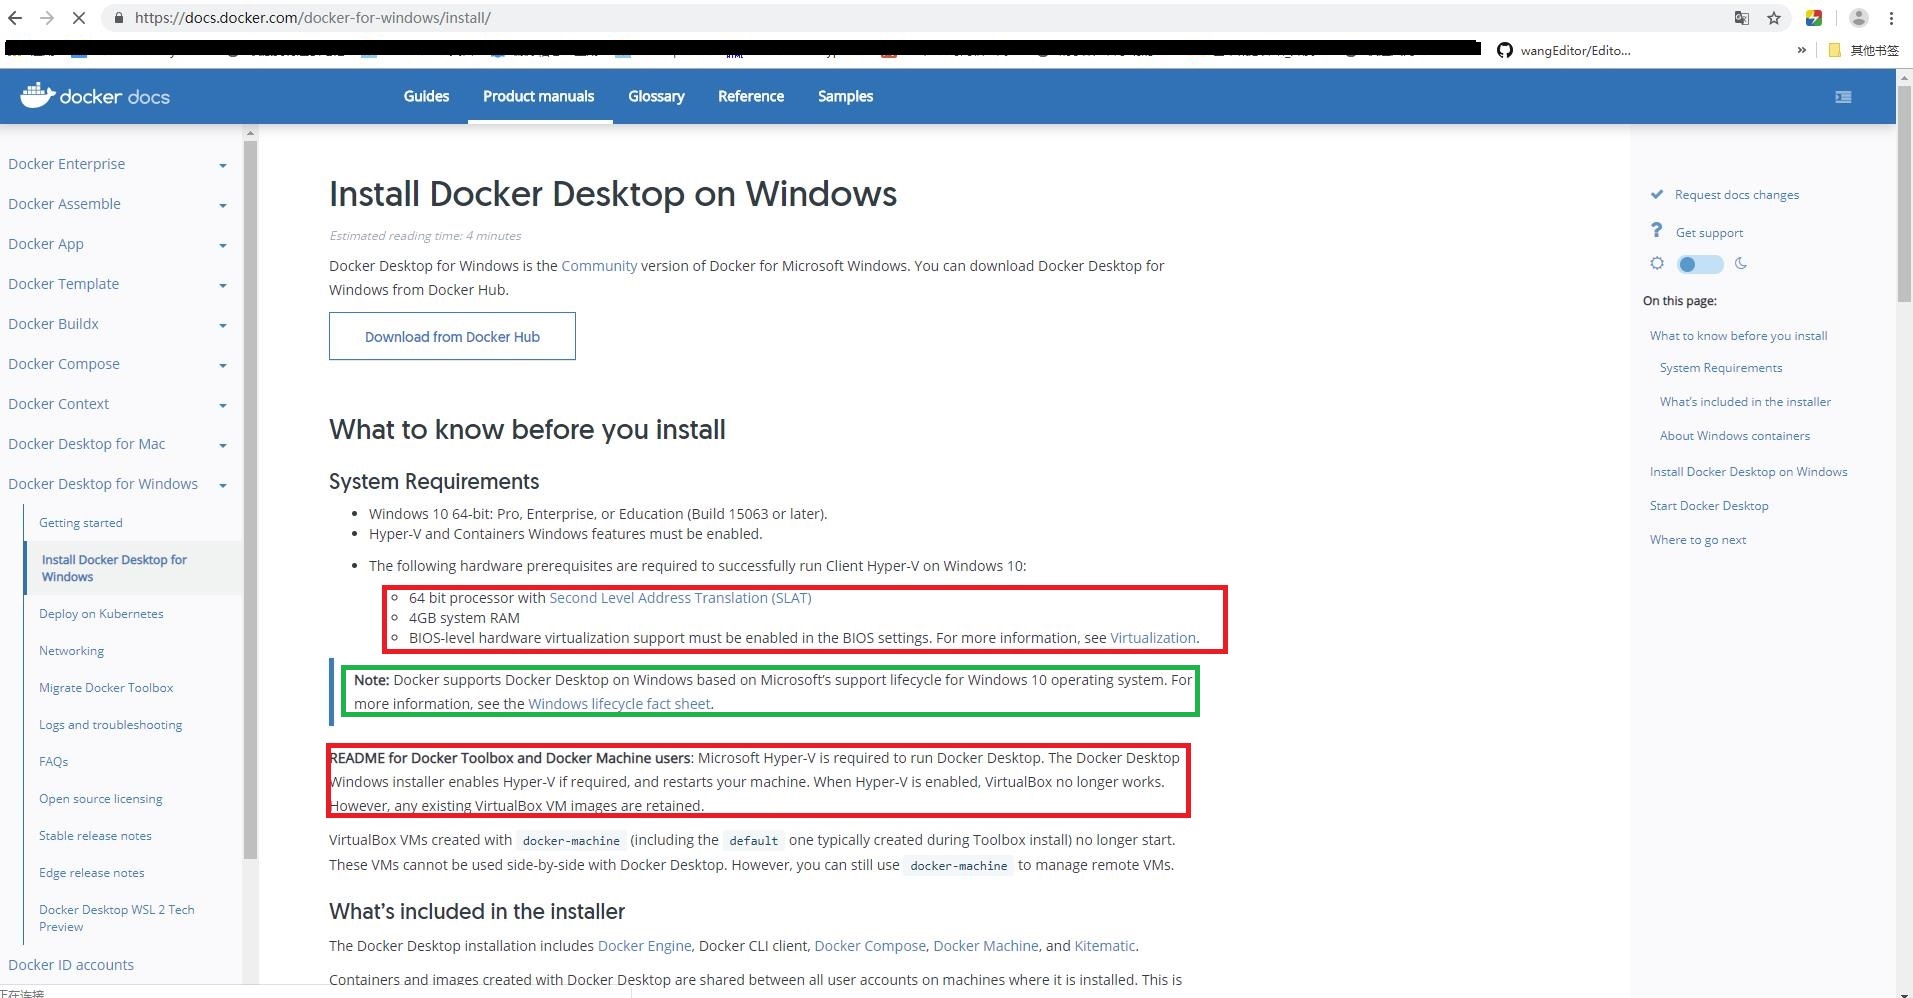 https://docs.docker.com/docker-for-windows/install/
wangEditor/Edito...
»
其他书签
docker docs
Guides
Product manuals
Glossary
Reference
Samples
Docker Enterprise
Docker Assemble
Docker App
Docker Template
Docker Buildx
Docker Compose
Docker Context
Docker Desktop for Mac
Docker Desktop for Windows
Getting started
Install Docker Desktop for
Windows
Deploy on Kubernetes
Networking
Migrate Docker Toolbox
Logs and troubleshooting
FAQs
Open source licensing
Stable release notes
Edge release notes
Docker Desktop WSL 2 Tech
Preview
Docker ID accounts
正在连接
Install Docker Desktop on Windows
Estimated reading time: 4 minutes
Docker Desktop for Windows is the Community version of Docker for Microsoft Windows. You can download Docker Desktop for
Windows from Docker Hub.
Download from Docker Hub
What to know before you install
System Requirements
• Windows 10 64-bit: Pro, Enterprise, or Education (Build 15063 or later).
• Hyper-V and Containers Windows features must be enabled.
• The following hardware prerequisites are required to successfully run Client Hyper-V on Windows 10:
◦ 64 bit processor with Second Level Address Translation (SLAT)
◦ 4GB system RAM
◦ BIOS-level hardware virtualization support must be enabled in the BIOS settings. For more information, see Virtualization.
Note: Docker supports Docker Desktop on Windows based on Microsoft’s support lifecycle for Windows 10 operating system. For
more information, see the Windows lifecycle fact sheet.
README for Docker Toolbox and Docker Machine users: Microsoft Hyper-V is required to run Docker Desktop. The Docker Desktop
Windows installer enables Hyper-V if required, and restarts your machine. When Hyper-V is enabled, VirtualBox no longer works.
However, any existing VirtualBox VM images are retained.
VirtualBox VMs created with docker-machine (including the default one typically created during Toolbox install) no longer start.
These VMs cannot be used side-by-side with Docker Desktop. However, you can still use docker-machine to manage remote VMs.
What’s included in the installer
The Docker Desktop installation includes Docker Engine, Docker CLI client, Docker Compose, Docker Machine, and Kitematic.
Containers and images created with Docker Desktop are shared between all user accounts on machines where it is installed. This is
Request docs changes
? Get support
On this page:
What to know before you install
System Requirements
What’s included in the installer
About Windows containers
Install Docker Desktop on Windows
Start Docker Desktop
Where to go next